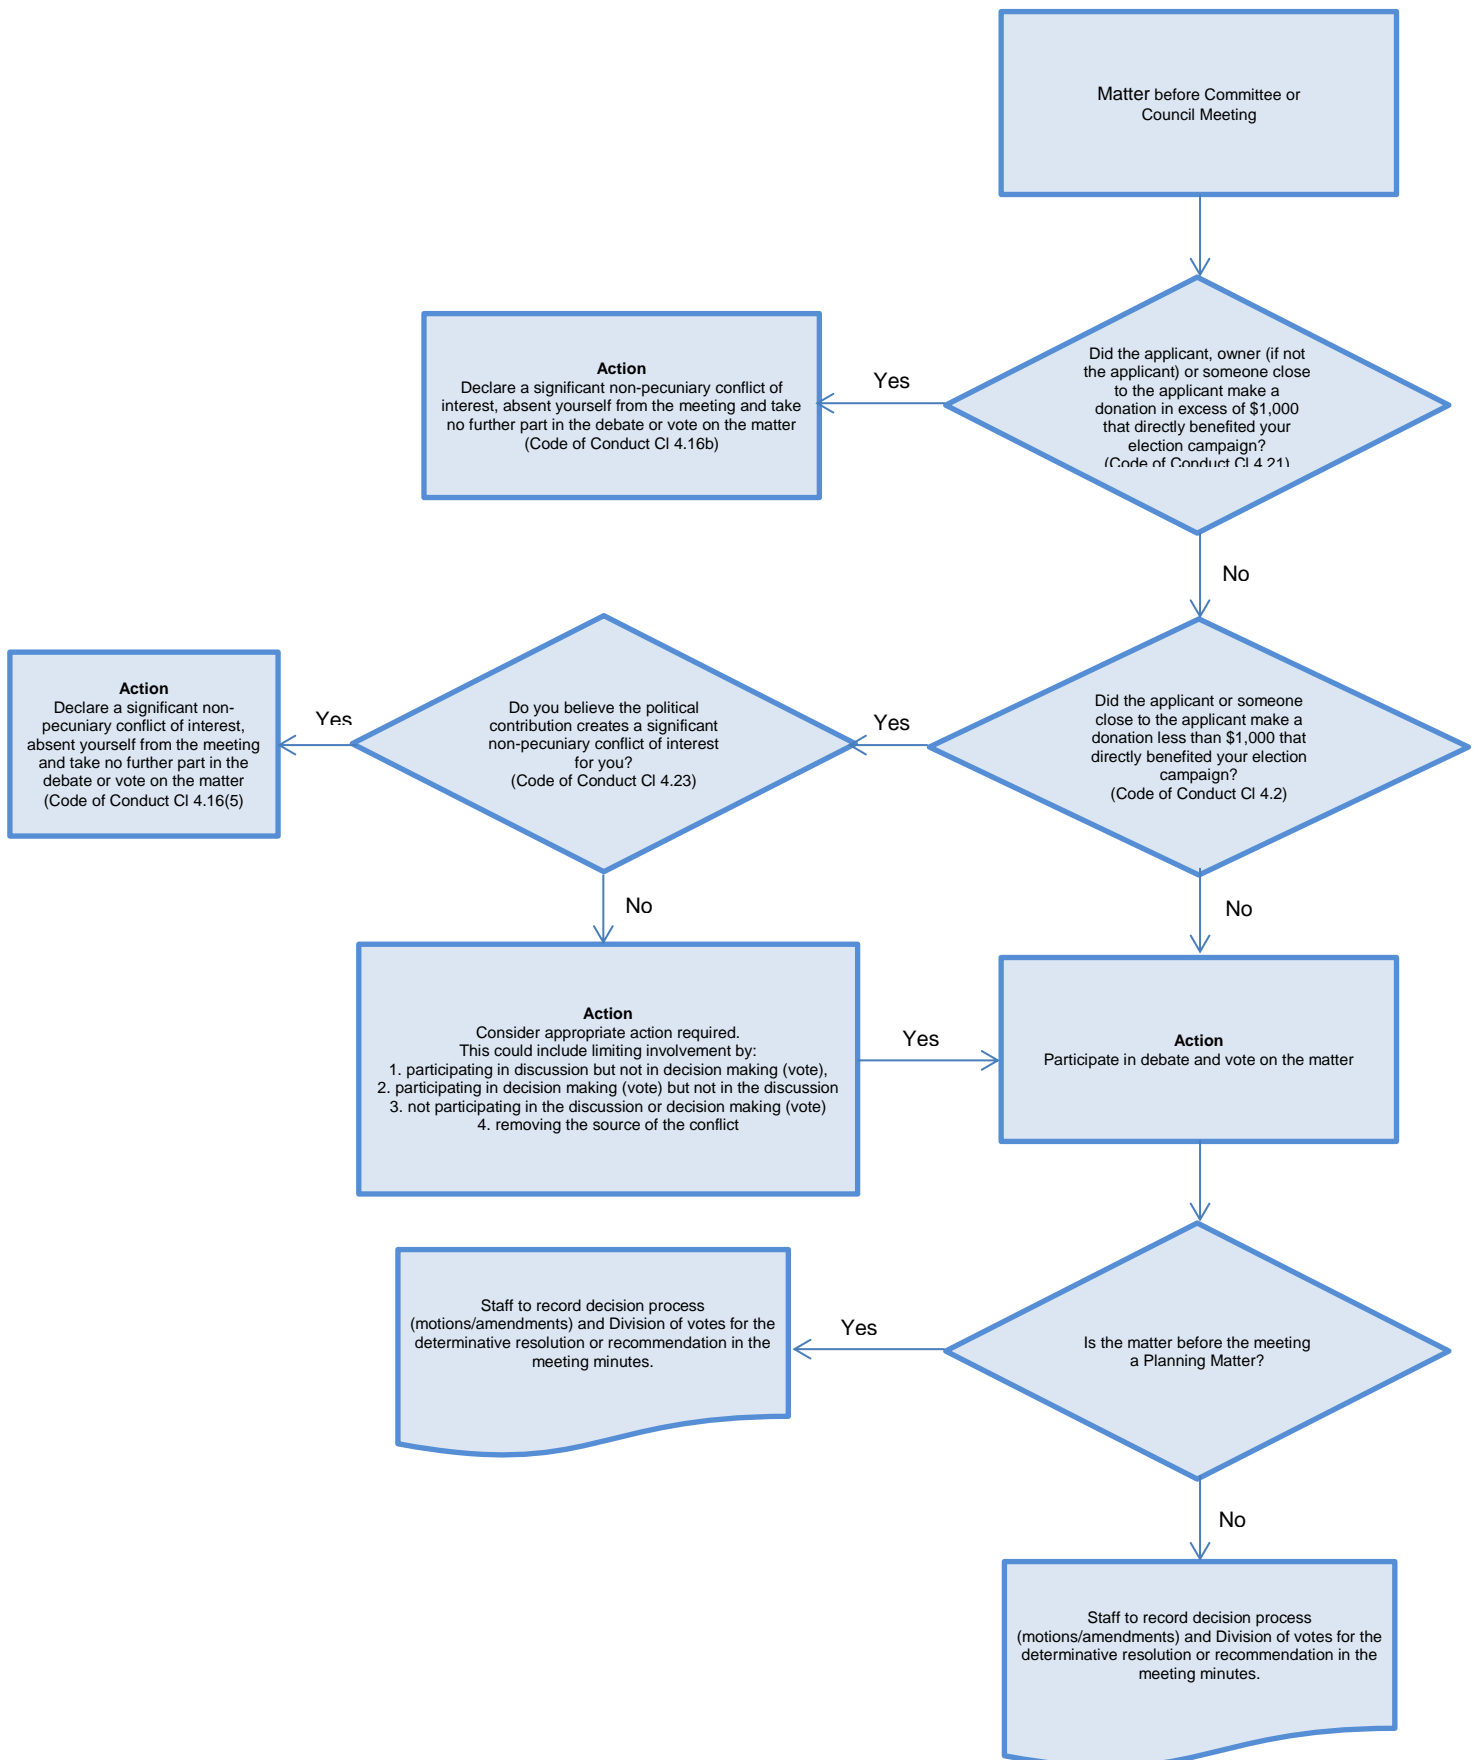 Matter before Committee or
Council Meeting
Did the applicant, owner (if not
the applicant) or someone close
to the applicant make a
donation in excess of $1,000
that directly benefited your
election campaign?
(Code of Conduct Cl 4.21)
Yes
Action
Declare a significant non-pecuniary conflict of
interest, absent yourself from the meeting and take
no further part in the debate or vote on the matter
(Code of Conduct Cl 4.16b)
No
Did the applicant or someone
close to the applicant make a
donation less than $1,000 that
directly benefited your election
campaign?
(Code of Conduct Cl 4.2)
Yes
Do you believe the political
contribution creates a significant
non-pecuniary conflict of interest
for you?
(Code of Conduct Cl 4.23)
Yes
Action
Declare a significant non-
pecuniary conflict of interest,
absent yourself from the meeting
and take no further part in the
debate or vote on the matter
(Code of Conduct Cl 4.16(5)
No
No
Action
Consider appropriate action required.
This could include limiting involvement by:
1. participating in discussion but not in decision making (vote),
2. participating in decision making (vote) but not in the discussion
3. not participating in the discussion or decision making (vote)
4. removing the source of the conflict
Yes
Action
Participate in debate and vote on the matter
Is the matter before the meeting
a Planning Matter?
Yes
Staff to record decision process
(motions/amendments) and Division of votes for the
determinative resolution or recommendation in the
meeting minutes.
No
Staff to record decision process
(motions/amendments) and Division of votes for the
determinative resolution or recommendation in the
meeting minutes.